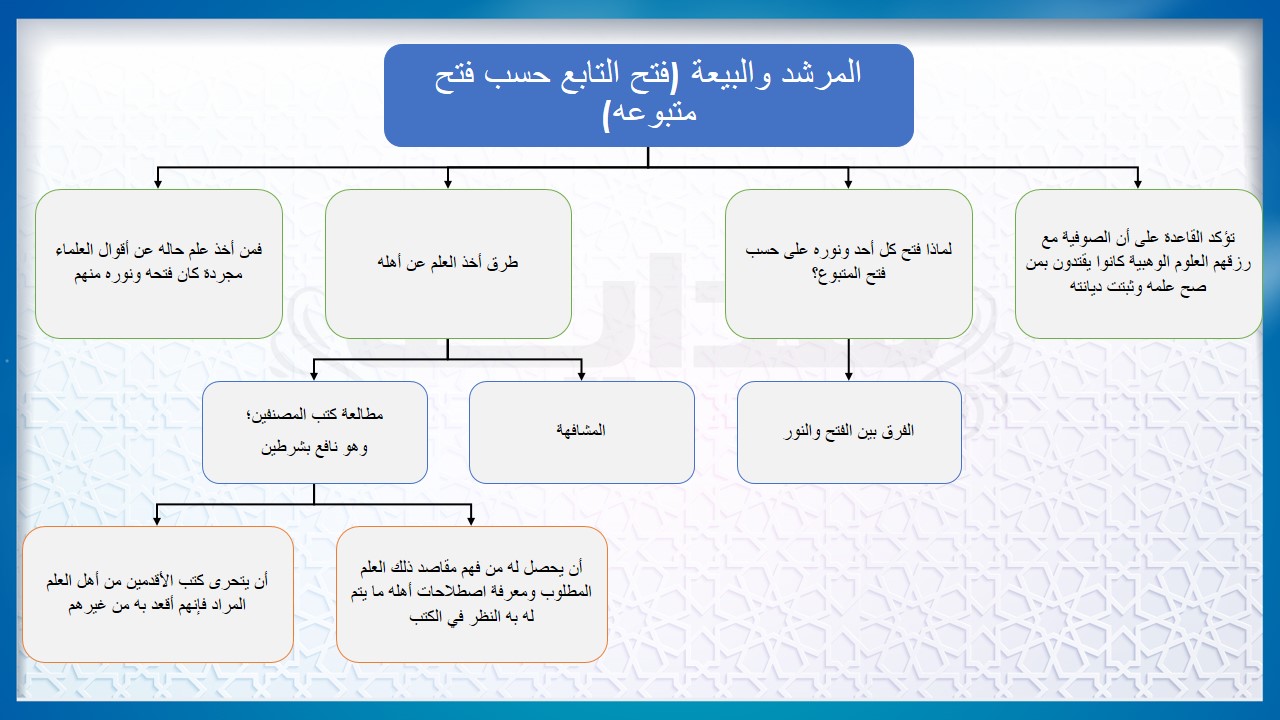 المرشد والبيعة (فتح التابع حسب فتح
متبوعه)
تؤكد القاعدة على أن الصوفية مع
رزقهم العلوم الوهبية كانوا يقتدون بمن
صح علمه وثبتت ديانته
لماذا فتح كل أحد ونوره على حسب
فتح المتبوع؟
طرق أخذ العلم عن أهله
فمن أخذ علم حاله عن أقوال العلماء
مجردة كان فتحه ونوره منهم
الفرق بين الفتح والنور
المشافهة
مطالعة كتب المصنفين؛
وهو نافع بشرطين
أن يحصل له من فهم مقاصد ذلك العلم
المطلوب ومعرفة اصطلاحات أهله ما يتم
له به النظر في الكتب
أن يتحرى كتب الأقدمين من أهل العلم
المراد فإنهم أقعد به من غيرهم